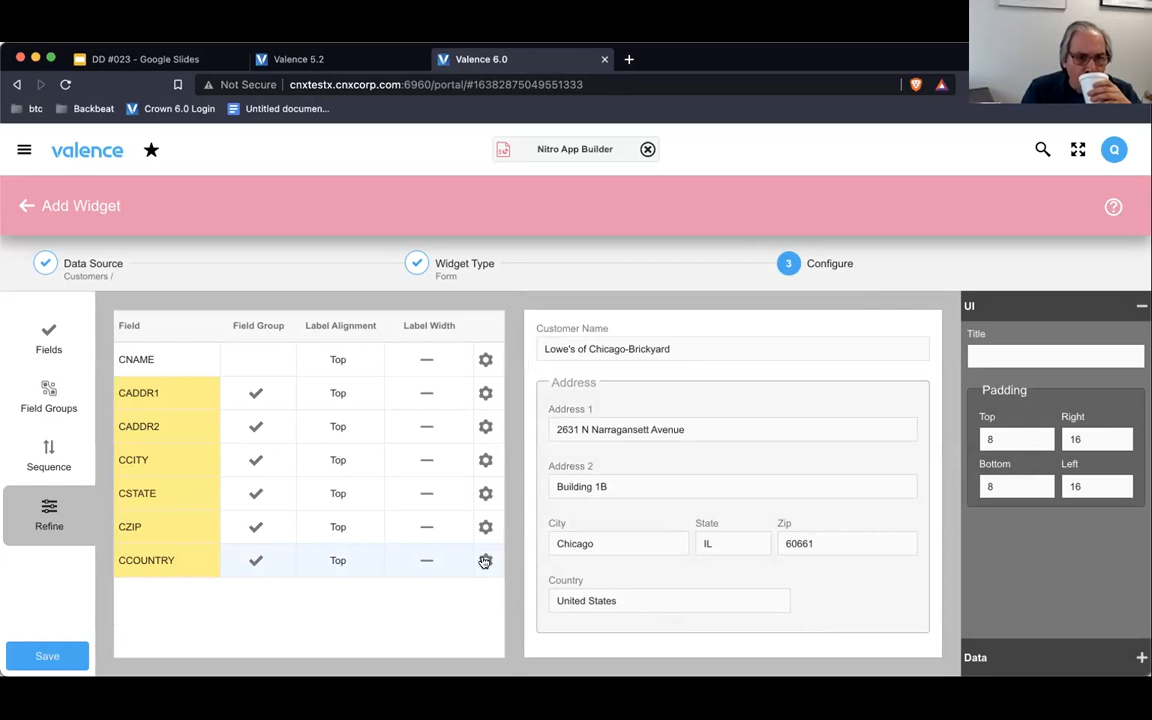 DD #023 - Google Slides
Valence 5.2
Valence 6.0
Not Secure
cnxtestx.cnxcorp.com:6960/portal/#16382875049551333
btc
Backbeat
Crown 6.0 Login
Untitled documen...
valence
Nitro App Builder
Q
Add Widget
Data Source
Customers /
Widget Type
Form
3
Configure
Fields
Field Groups
Sequence
Refine
Save
Field Field Group Label Alignment Label Width
CNAME Top —
CADDR1 Top —
CADDR2 Top —
CCITY Top —
CSTATE Top —
CZIP Top —
CCOUNTRY Top —
Customer Name
Lowe's of Chicago-Brickyard
Address
Address 1
2631 N Narragansett Avenue
Address 2
Building 1B
City State Zip
Chicago IL 60661
Country
United States
UI
Title
Padding
Top Right
8 16
Bottom Left
8 16
Data